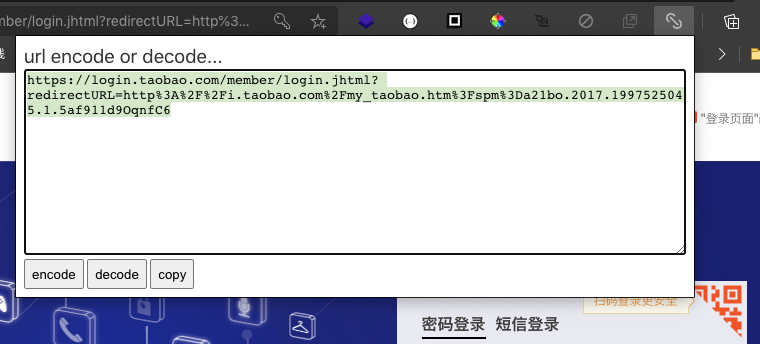 mber/login.jhtml?redirectURL=http%3...
url encode or decode...
https://login.taobao.com/member/login.jhtml?
redirectURL=http%3A%2F%2Fi.taobao.com%2Fmy_taobao.htm%3Fspm%3Da21bo.2017.199752504
5.1.5af911d9OqnfC6
"登录页面"
encode decode copy
扫码登录更安全
密码登录 短信登录